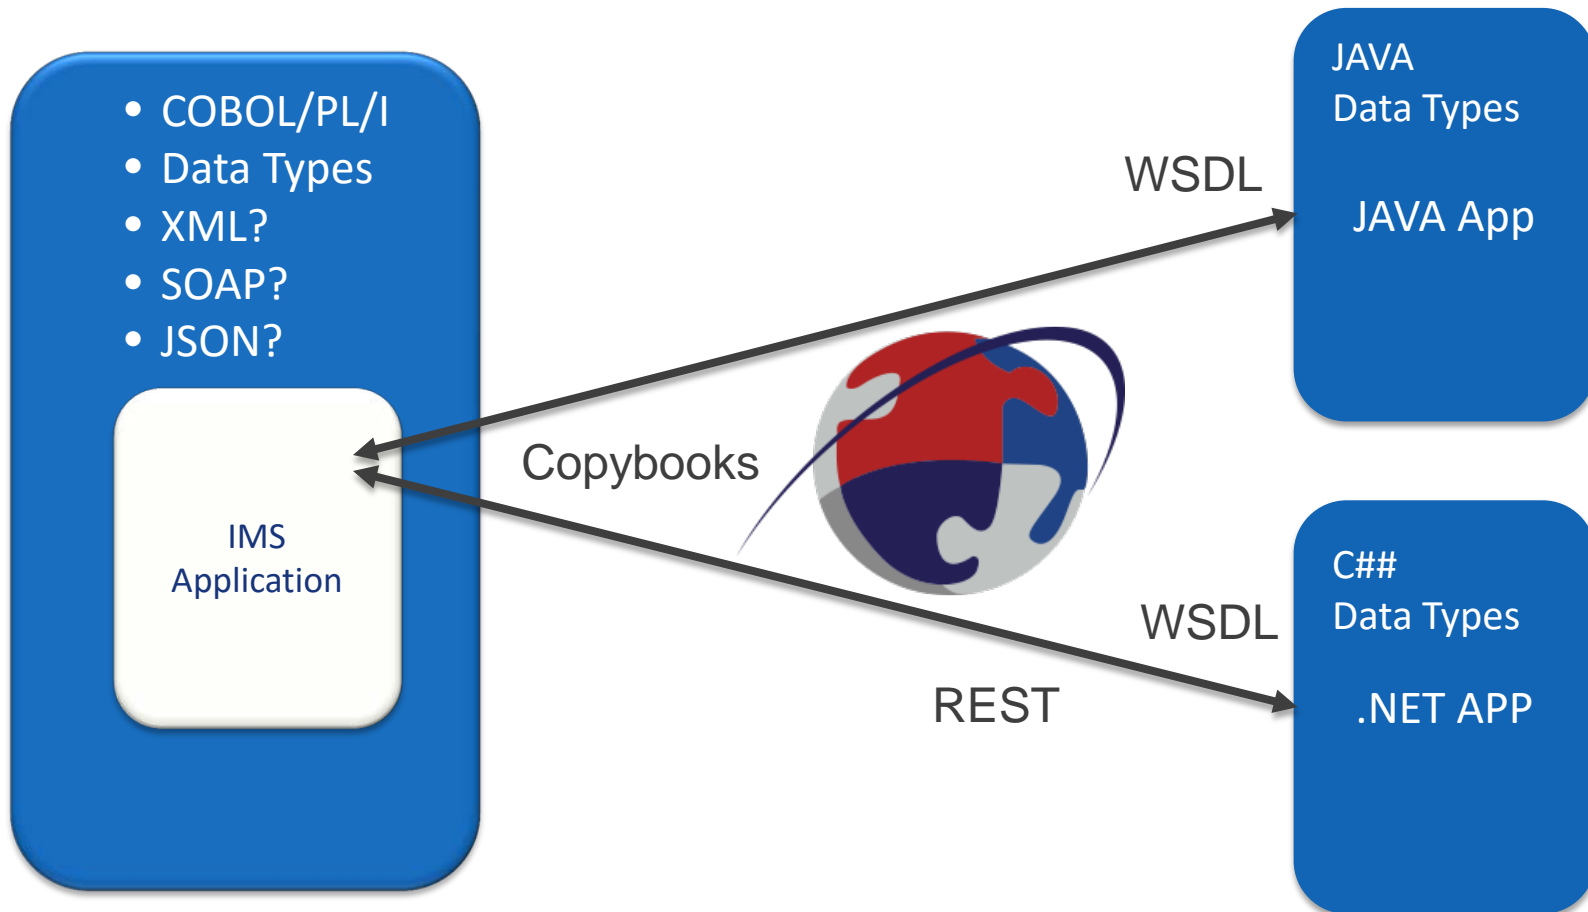 • COBOL/PL/I
• Data Types
• XML?
• SOAP?
• JSON?
IMS
Application
Copybooks
WSDL
JAVA
Data Types
JAVA App
WSDL
REST
C##
Data Types
.NET APP